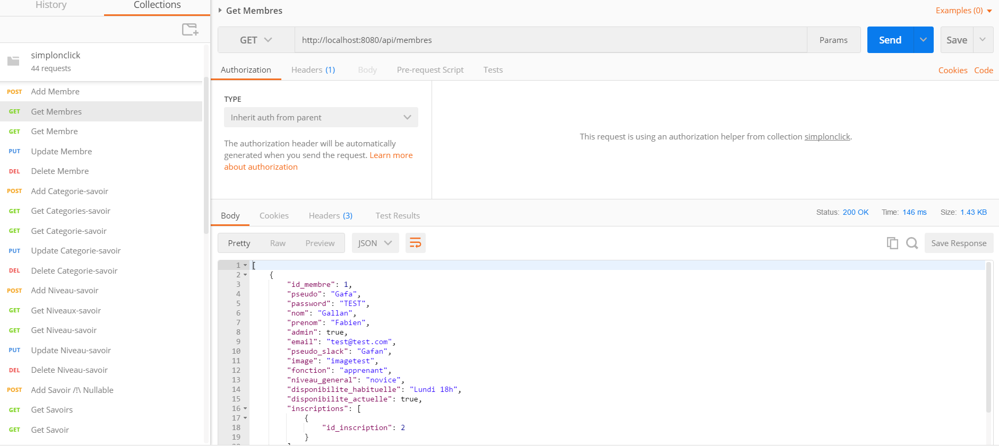 History
Collections
simplonclick
44 requests
POST Add Membre
GET Get Membres
GET Get Membre
PUT Update Membre
DEL Delete Membre
POST Add Categorie-savoir
GET Get Categories-savoir
GET Get Categorie-savoir
PUT Update Categorie-savoir
DEL Delete Categorie-savoir
POST Add Niveau-savoir
GET Get Niveaux-savoir
GET Get Niveau-savoir
PUT Update Niveau-savoir
DEL Delete Niveau-savoir
POST Add Savoir /!\ Nullable
GET Get Savoirs
GET Get Savoir
Get Membres
Examples (0)
GET http://localhost:8080/api/membres Params Send Save
Authorization Headers (1) Body Pre-request Script Tests Cookies Code
TYPE
Inherit auth from parent
The authorization header will be automatically
generated when you send the request. Learn more
about authorization
This request is using an authorization helper from collection simplonclick.
Body Cookies Headers (3) Test Results Status: 200 OK Time: 146 ms Size: 1.43 KB
Pretty Raw Preview JSON Save Response
1 [
2 {
3 "id_membre": 1,
4 "pseudo": "Gafa",
5 "password": "TEST",
6 "nom": "Gallan",
7 "prenom": "Fabien",
8 "admin": true,
9 "email": "test@test.com",
10 "pseudo_slack": "Gafan",
11 "image": "imagetest",
12 "fonction": "apprenant",
13 "niveau_general": "novice",
14 "disponibilite_habituelle": "Lundi 18h",
15 "disponibilite_actuelle": true,
16 "inscriptions": [
17 {
18 "id_inscription": 2
19 }